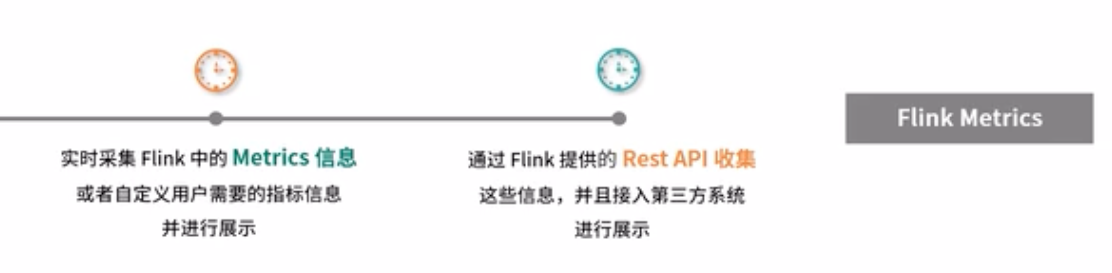 实时采集 Flink 中的 Metrics 信息
或者自定义用户需要的指标信息
并进行展示
通过 Flink 提供的 Rest API 收集
这些信息，并且接入第三方系统
进行展示
Flink Metrics